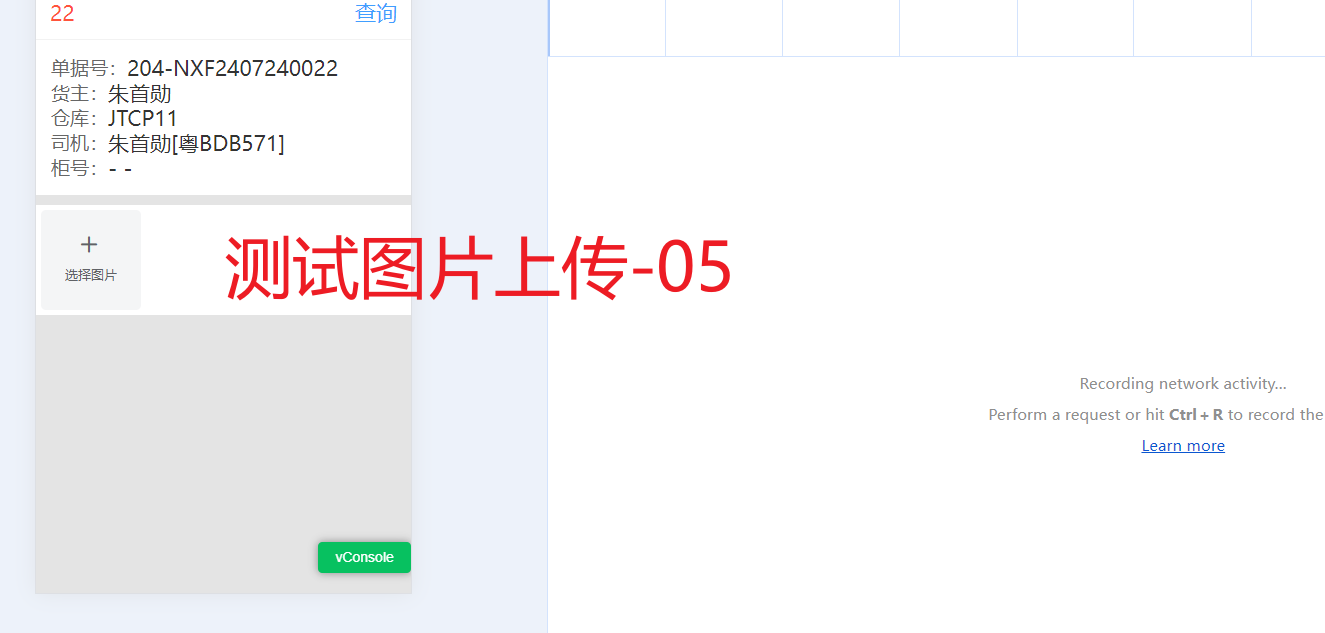 22 查询
单据号：204-NXF2407240022
货主：朱首勋
仓库：JTCP11
司机：朱首勋[粤BDB571]
柜号：- -
选择图片
测试图片上传-05
Recording network activity...
Perform a request or hit Ctrl + R to record the
Learn more
vConsole